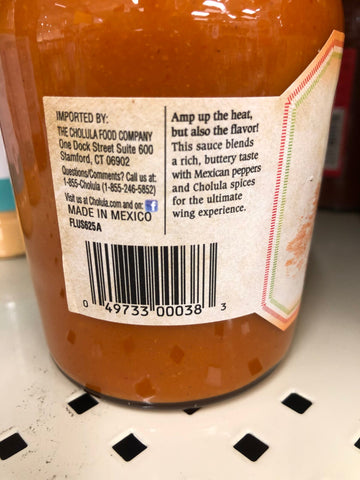 IMPORTED BY:
THE CHOLULA FOOD COMPANY
One Dock Street Suite 600
Stamford, CT 06902
Questions/Comments? Call us at:
1-855-Cholula (1-855-246-5852)
Visit us at Cholula.com and on: f
MADE IN MEXICO
FLUS625A
Amp up the heat,
but also the flavor!
This sauce blends
a rich, buttery taste
with Mexican peppers
and Cholula spices
for the ultimate
wing experience.
0 49733 00038 3